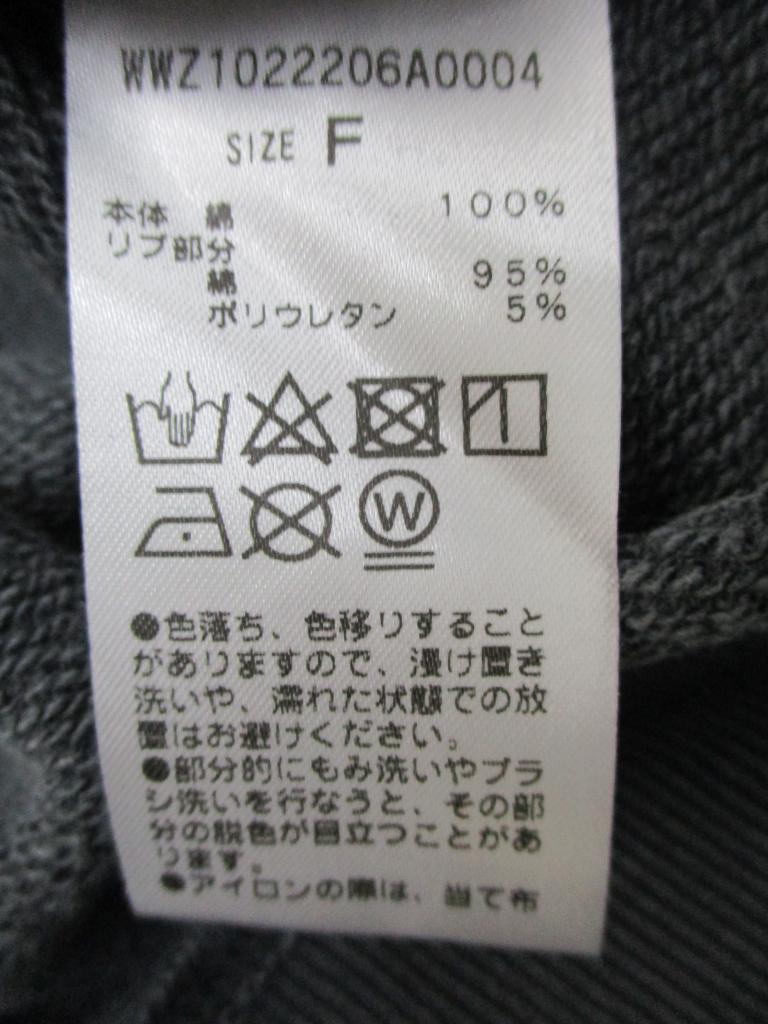 WWZ1022206A0004
SIZE F
本体 綿 100%
リブ部分
綿 95%
ポリウレタン 5%
W
●色落ち、色移りすること
がありますので、浸け置き
洗いや、濡れた状態での放
置はお避けください。
●部分的にもみ洗いやブラ
シ洗いを行なうと、その部
分の脱色が目立つことがあ
ります。
●アイロンの際は、当て布